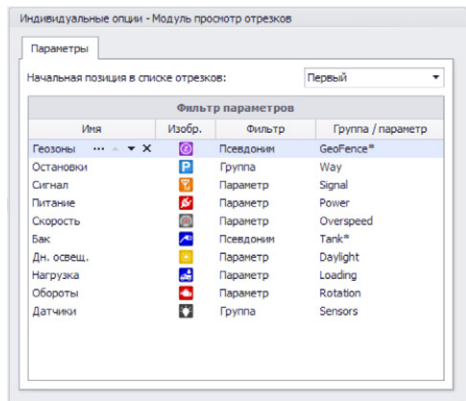 Индивидуальные опции - Модуль просмотр отрезков
Параметры
Начальная позиция в списке отрезков: Первый
Фильтр параметров
Имя Изобр. Фильтр Группа / параметр
Геозоны ... Псевдоним GeoFence*
Остановки P Группа Way
Сигнал Параметр Signal
Питание Параметр Power
Скорость Параметр Overspeed
Бак Псевдоним Tank*
Дн. освещ. Параметр Daylight
Нагрузка Параметр Loading
Обороты Параметр Rotation
Датчики Группа Sensors